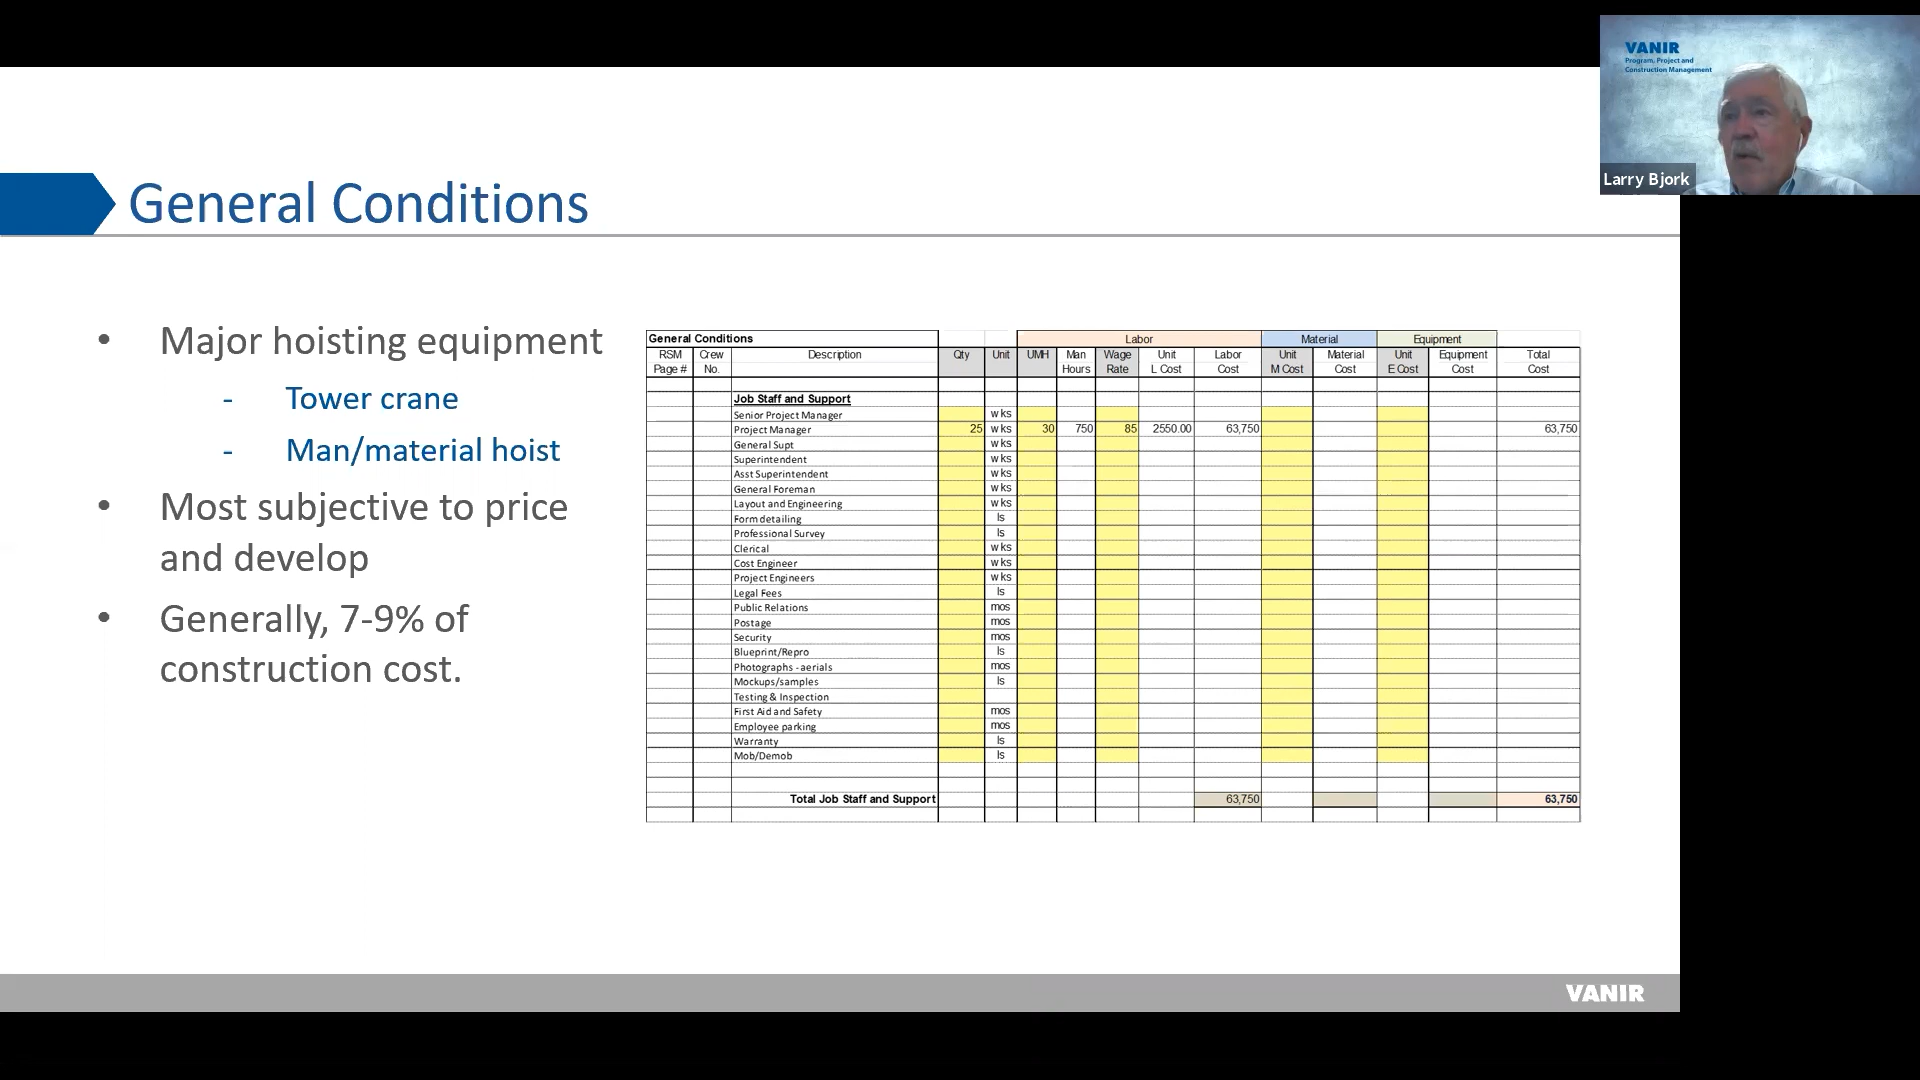 VANIR
Program, Project and
Construction Management
Larry Bjork
General Conditions
• Major hoisting equipment
- Tower crane
- Man/material hoist
• Most subjective to price
and develop
• Generally, 7-9% of
construction cost.
General Conditions Labor Material Equipment
RSM Crew Description Qty Unit UMH Man Wage Unit Labor Unit Material Unit Equipment Total
Page # No. Hours Rate L Cost Cost M Cost Cost E Cost Cost Cost
Job Staff and Support
Senior Project Manager wks
Project Manager 25 wks 30 750 85 2550.00 63,750 63,750
General Supt wks
Superintendent wks
Asst Superintendent wks
General Foreman wks
Layout and Engineering wks
Form detailing ls
Professional Survey ls
Clerical wks
Cost Engineer wks
Project Engineers wks
Legal Fees ls
Public Relations mos
Postage mos
Security mos
Blueprint/Repro ls
Photographs - aerials mos
Mockups/samples ls
Testing & Inspection
First Aid and Safety mos
Employee parking mos
Warranty ls
Mob/Demob ls
Total Job Staff and Support 63,750 63,750
VANIR